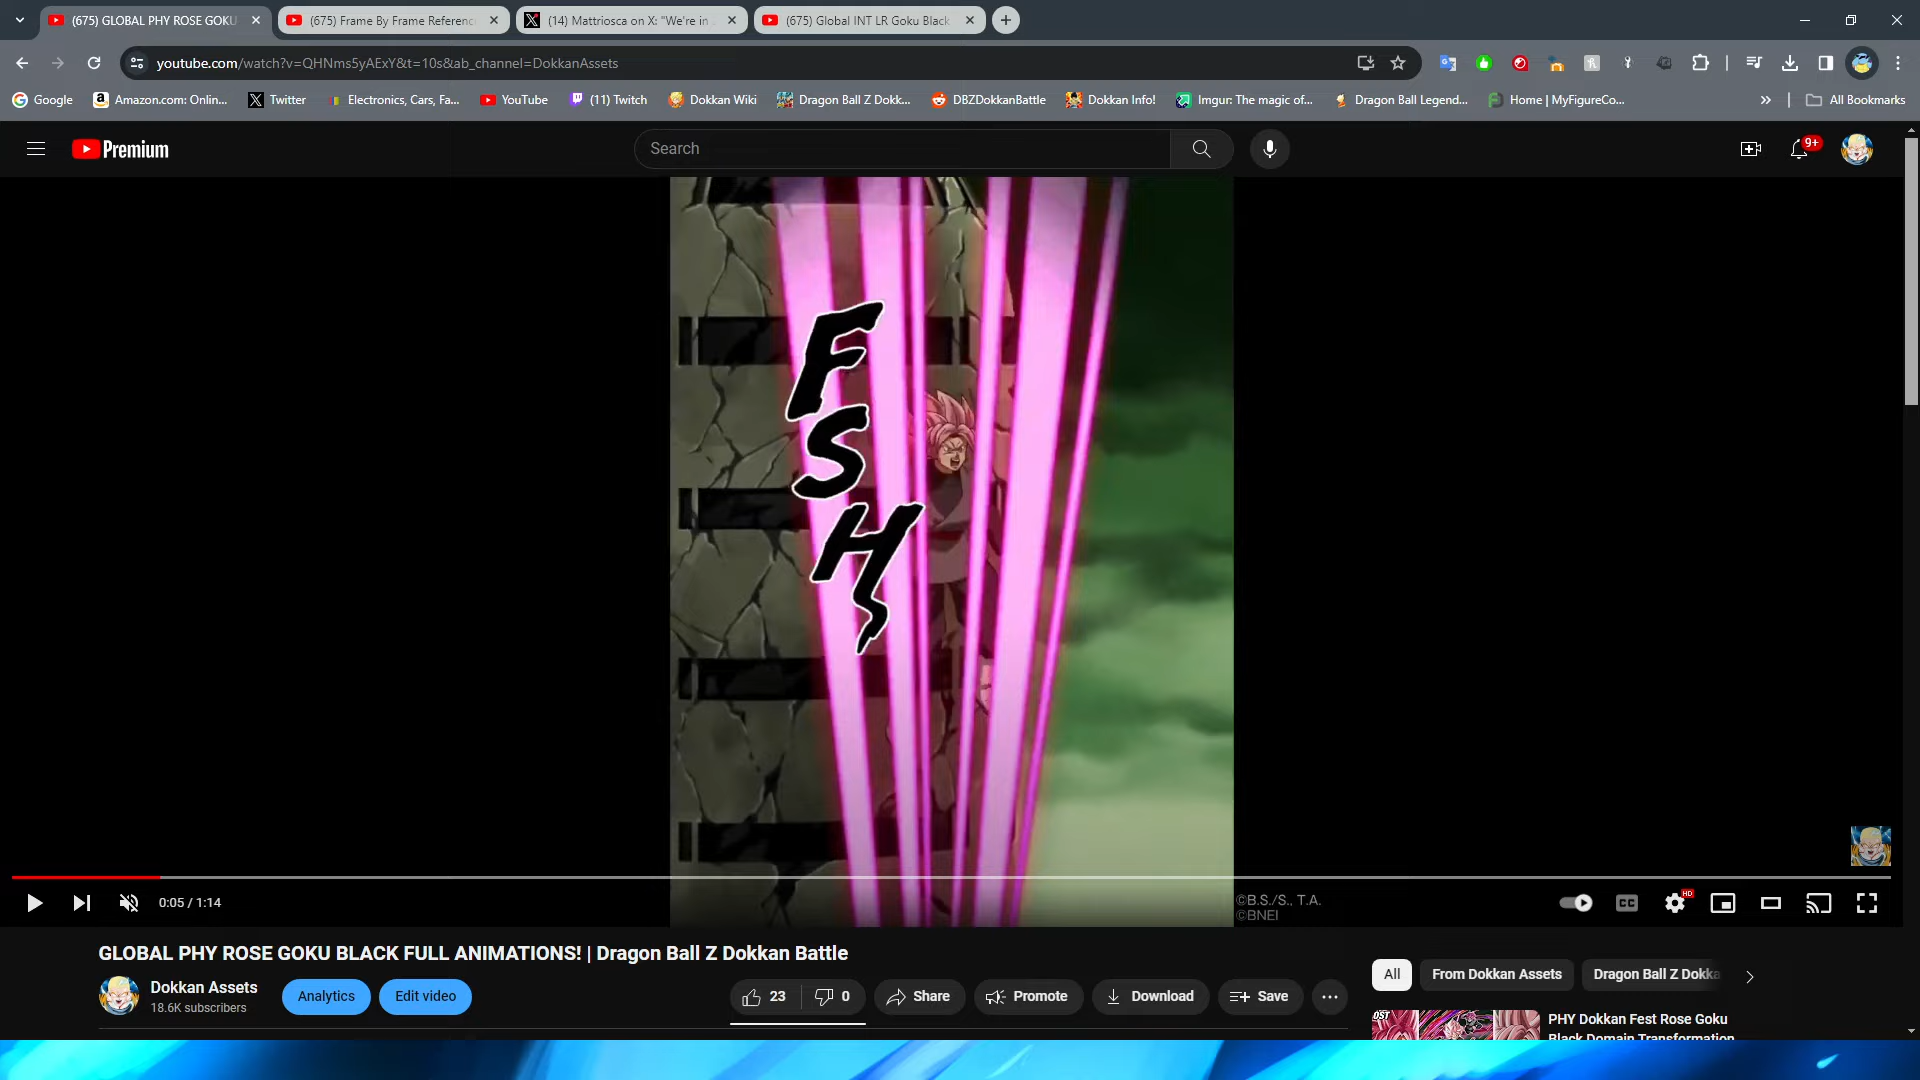 (675) GLOBAL PHY ROSE GOKU
(675) Frame By Frame Referenc
(14) Mattriosca on X: "We're in
(675) Global INT LR Goku Black
youtube.com/watch?v=QHNms5yAExY&t=10s&ab_channel=DokkanAssets
Google
Amazon.com: Onlin...
Twitter
Electronics, Cars, Fa...
YouTube
(11) Twitch
Dokkan Wiki
Dragon Ball Z Dokk...
DBZDokkanBattle
Dokkan Info!
Imgur: The magic of...
Dragon Ball Legend...
Home | MyFigureCo...
All Bookmarks
Premium
Search
9+
FSH
0:05 / 1:14
©B.S./S., T.A.
©BNEI
CC
HD
GLOBAL PHY ROSE GOKU BLACK FULL ANIMATIONS! | Dragon Ball Z Dokkan Battle
Dokkan Assets
18.6K subscribers
Analytics
Edit video
23
0
Share
Promote
Download
Save
All
From Dokkan Assets
Dragon Ball Z Dokka
OST
PHY Dokkan Fest Rose Goku
Black Domain Transformation